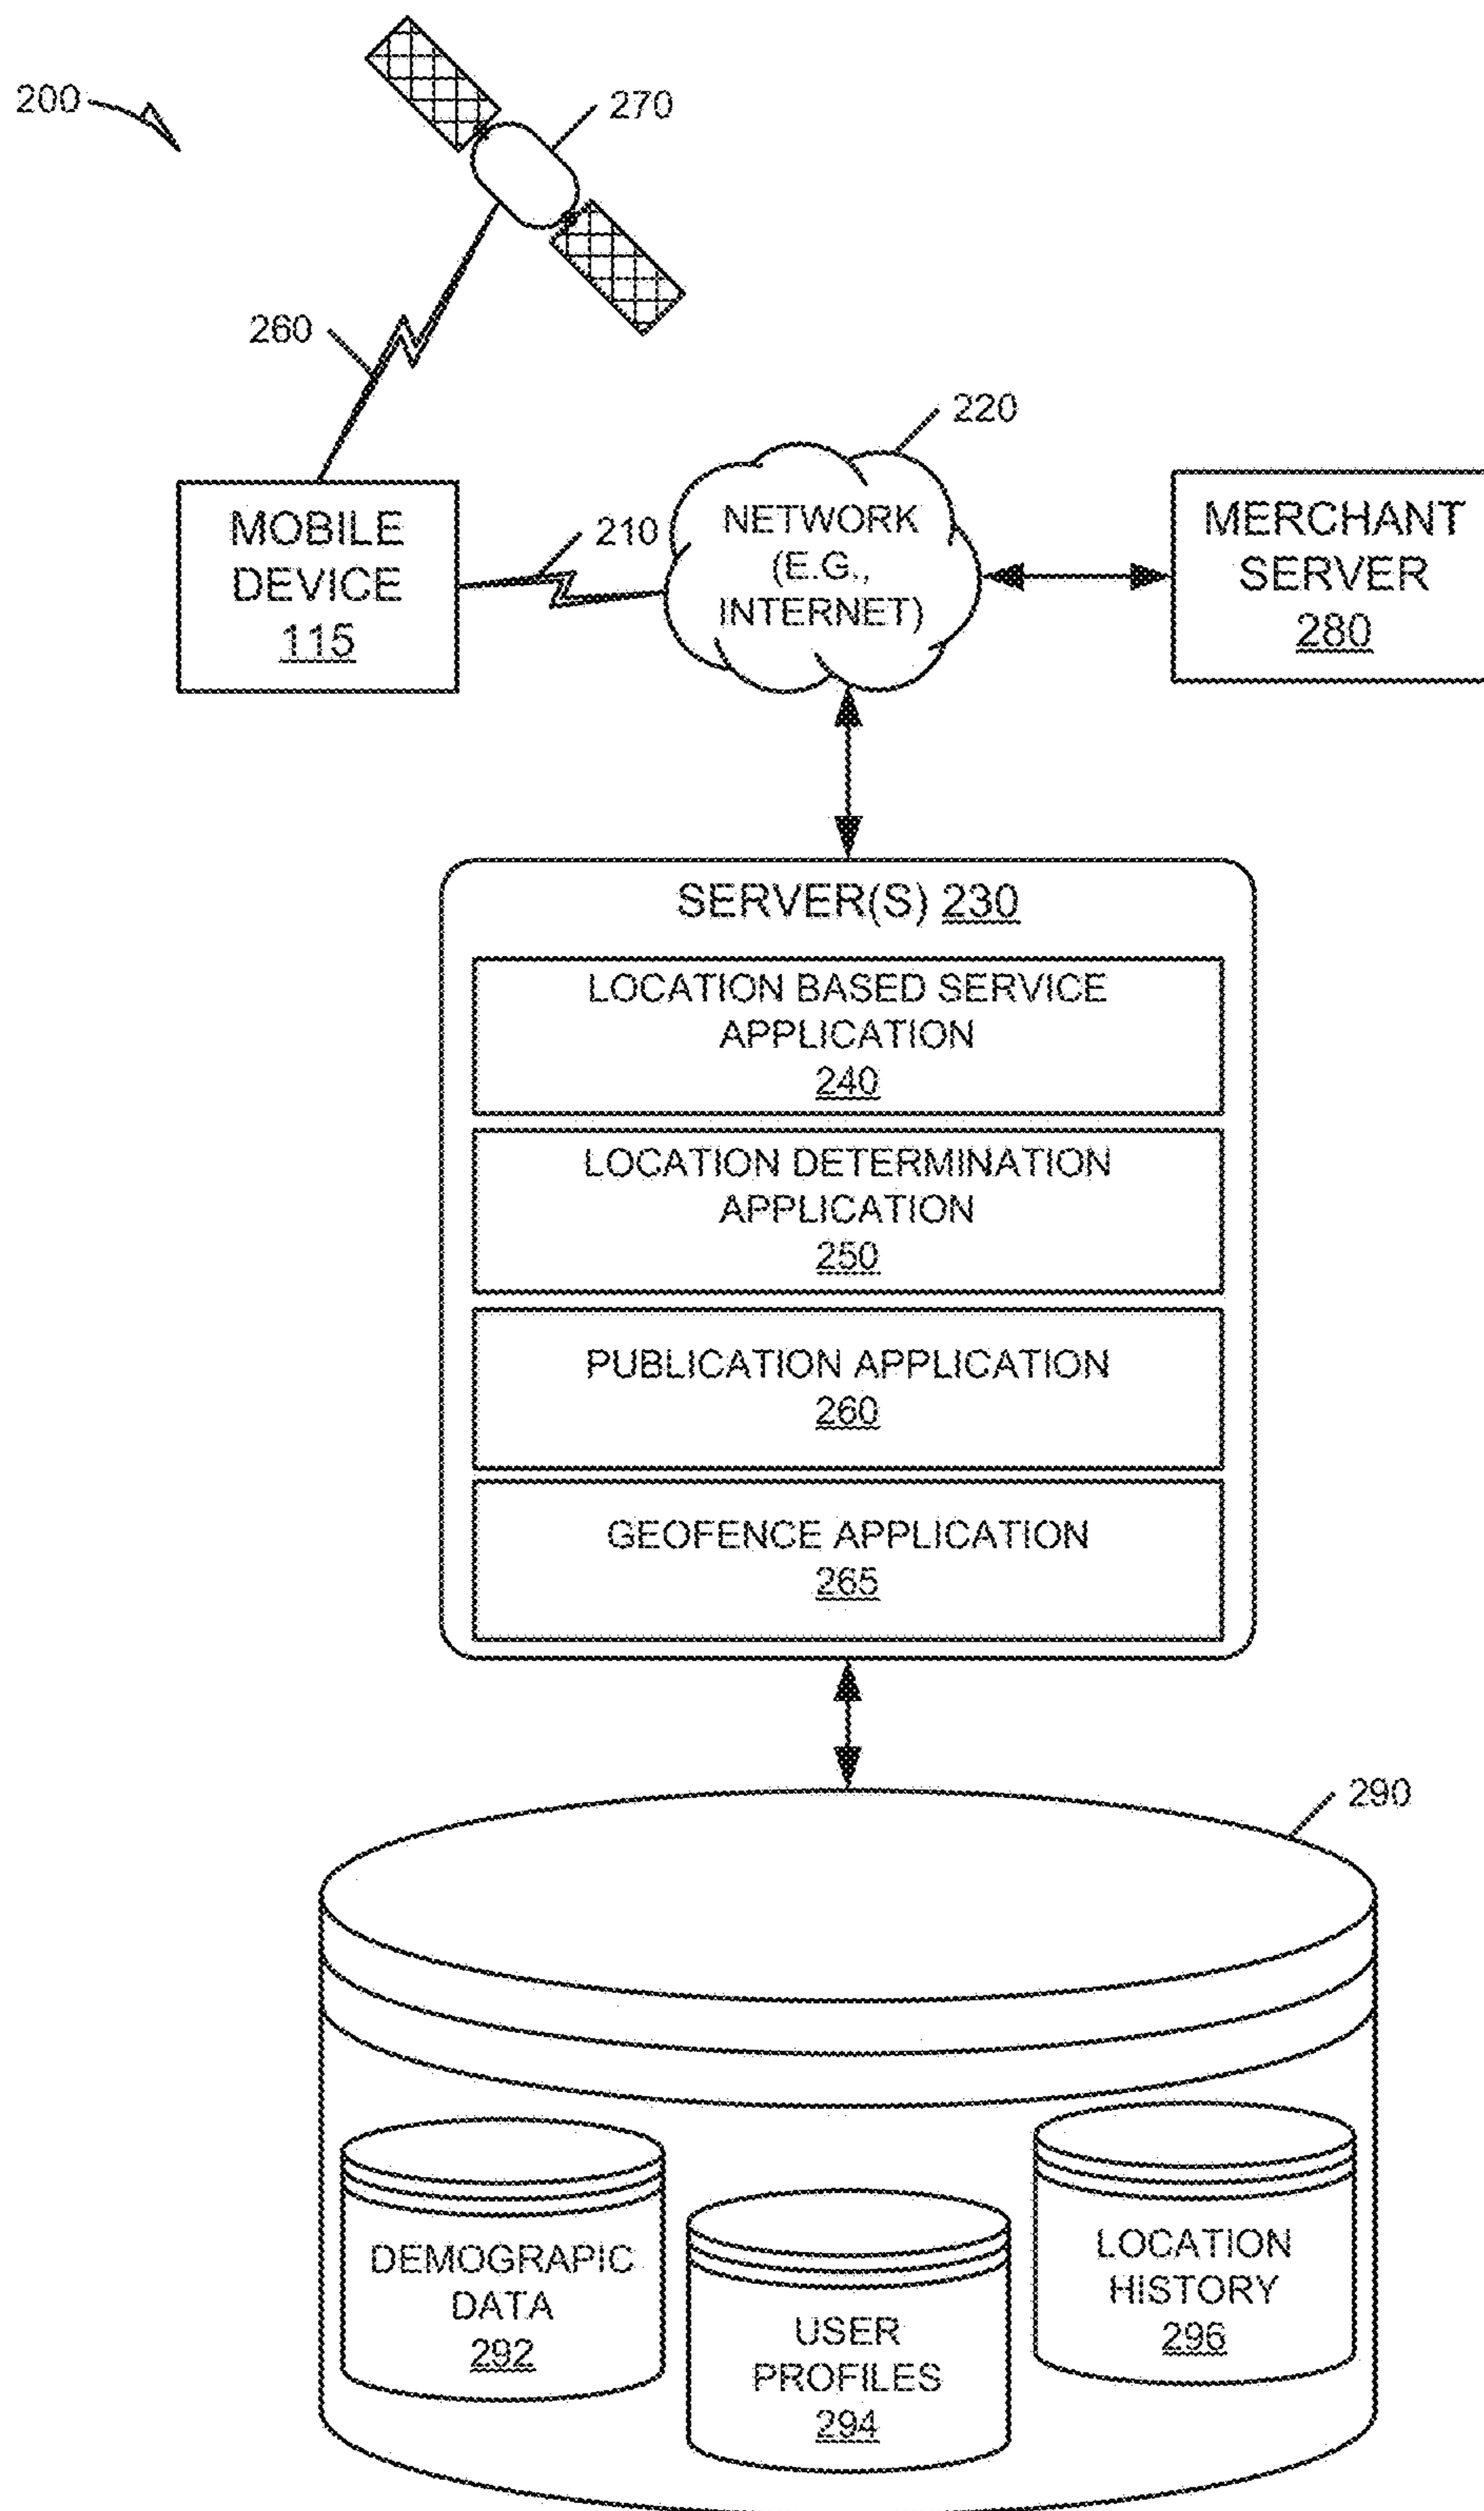 200
270
260
220
MOBILE
DEVICE
115
210
NETWORK
(E.G.,
INTERNET)
MERCHANT
SERVER
280
SERVER(S) 230
LOCATION BASED SERVICE
APPLICATION
240
LOCATION DETERMINATION
APPLICATION
250
PUBLICATION APPLICATION
260
GEOFENCE APPLICATION
265
290
DEMOGRAPIC
DATA
292
USER
PROFILES
294
LOCATION
HISTORY
296